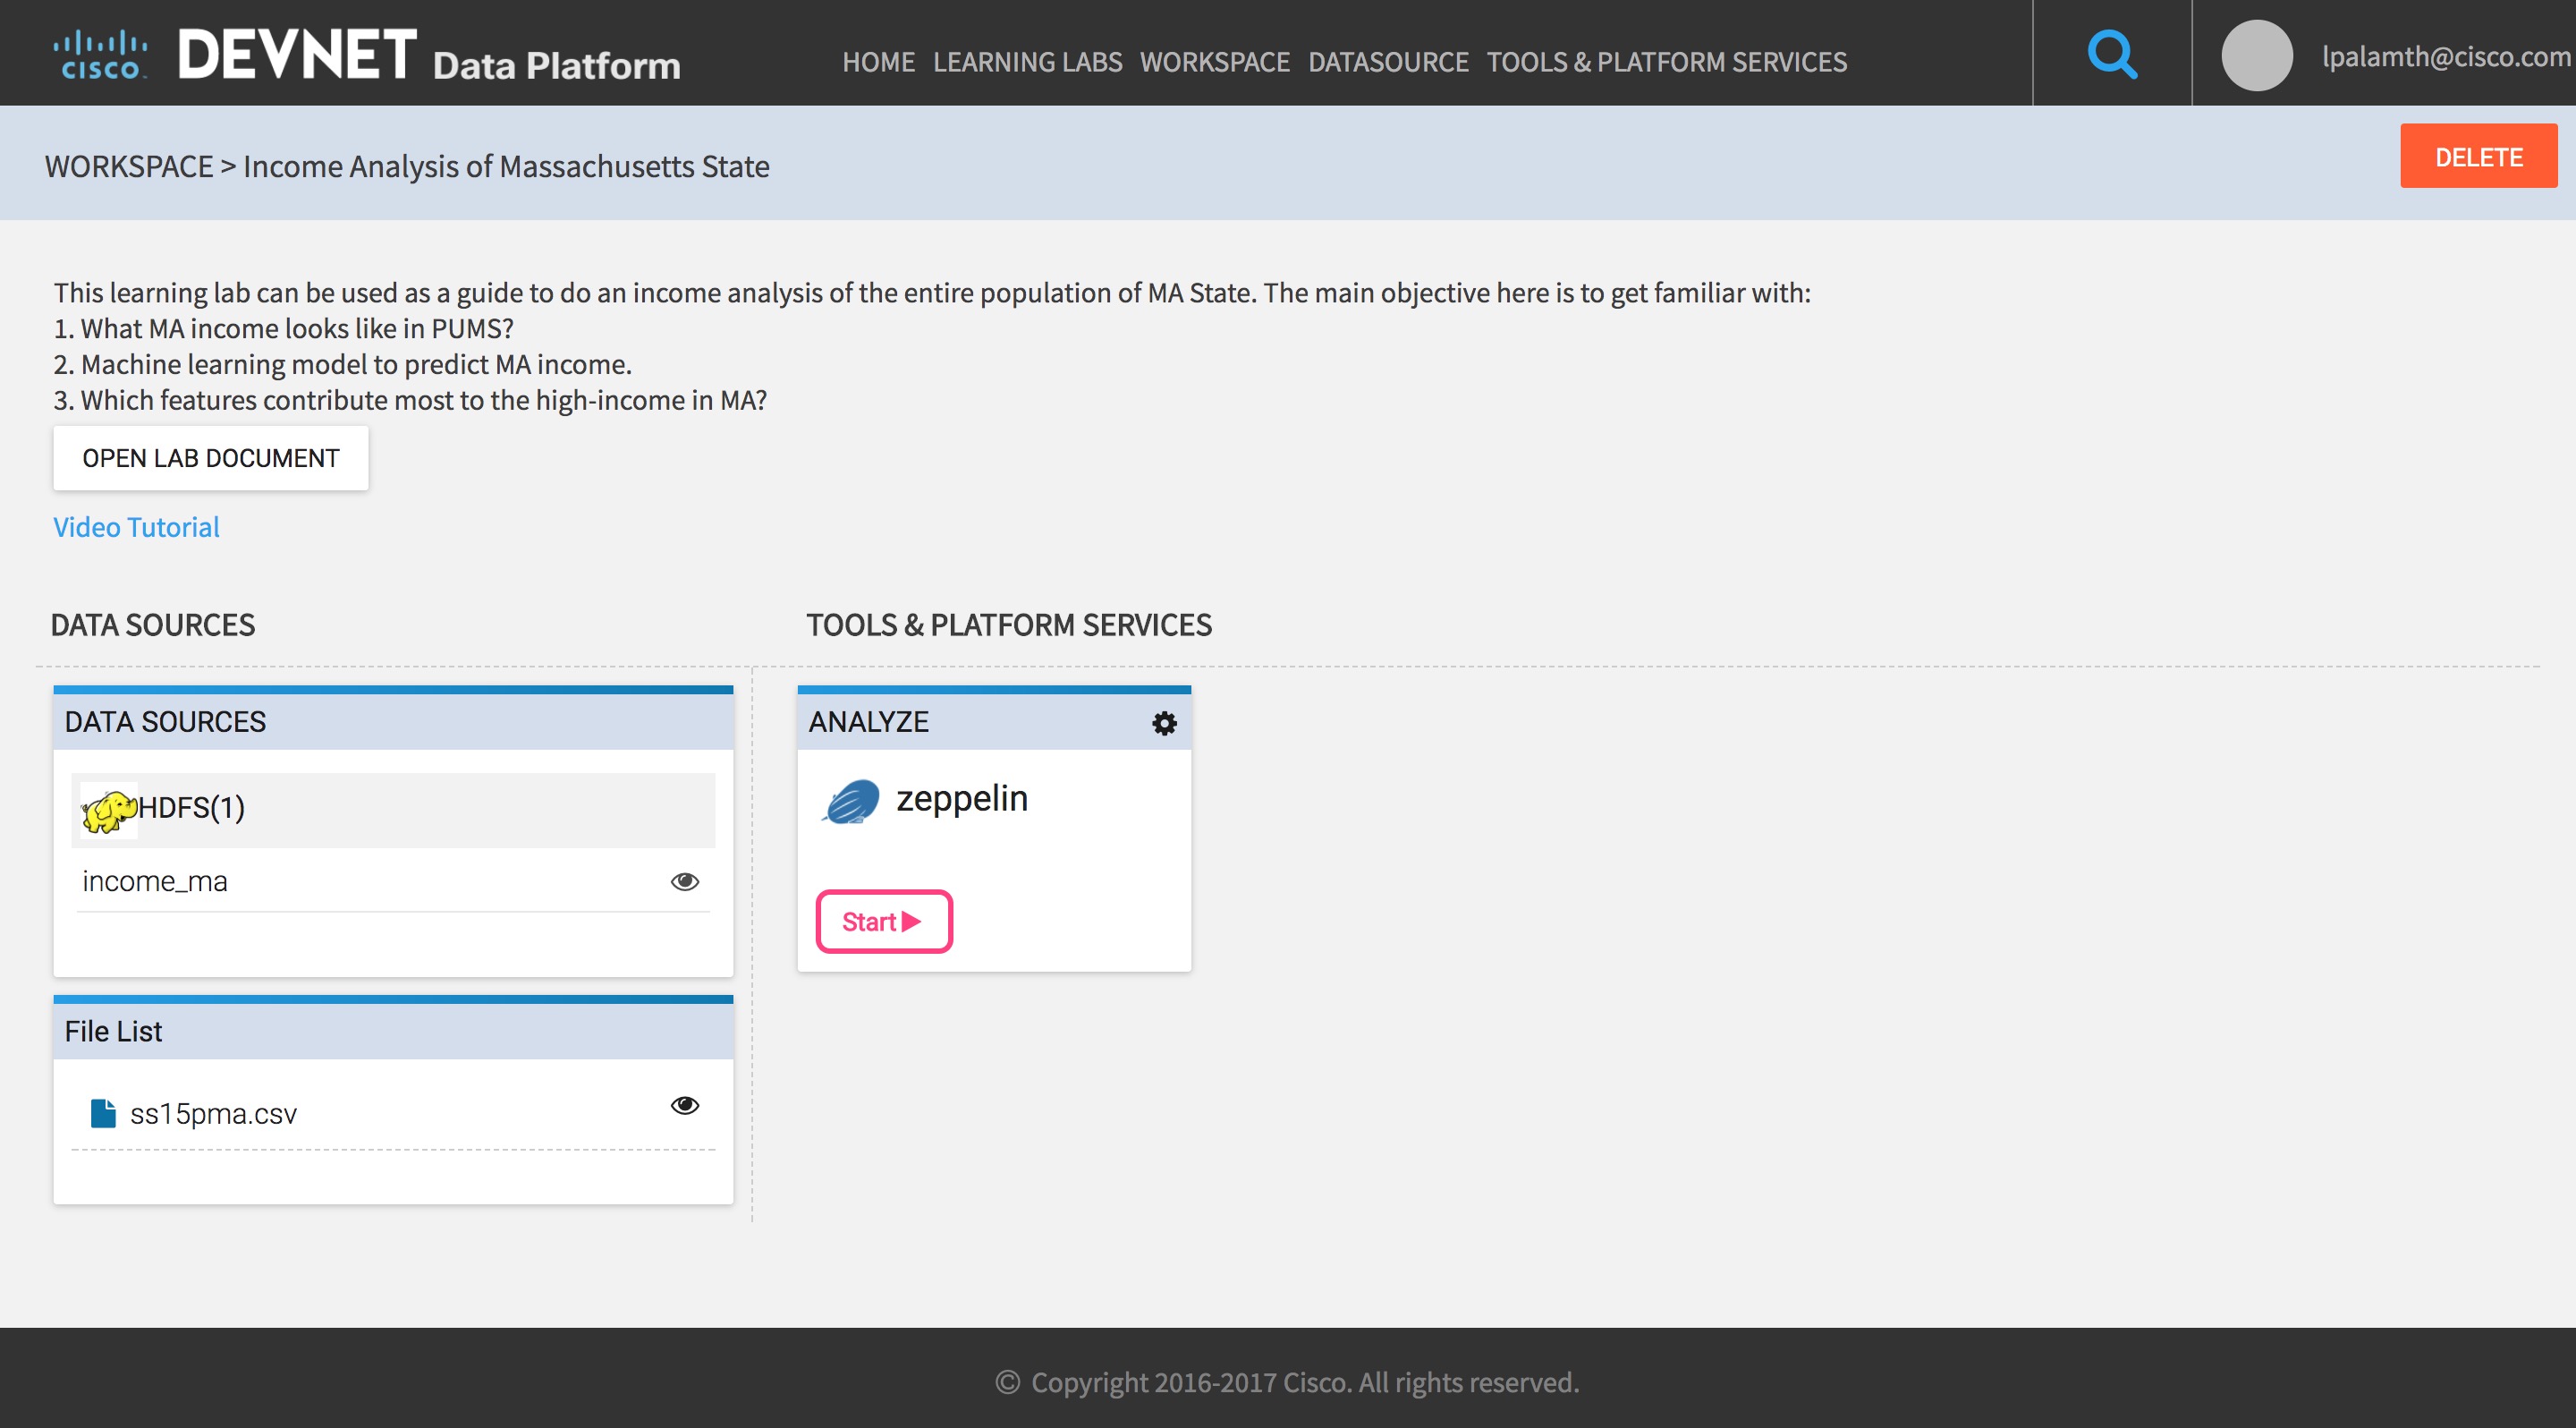 CISCO DEVNET Data Platform HOME LEARNING LABS WORKSPACE DATASOURCE TOOLS & PLATFORM SERVICES lpalamth@cisco.com
WORKSPACE > Income Analysis of Massachusetts State DELETE
This learning lab can be used as a guide to do an income analysis of the entire population of MA State. The main objective here is to get familiar with:
1. What MA income looks like in PUMS?
2. Machine learning model to predict MA income.
3. Which features contribute most to the high-income in MA?
OPEN LAB DOCUMENT
Video Tutorial
DATA SOURCES
DATA SOURCES
HDFS(1)
income_ma
File List
ss15pma.csv
TOOLS & PLATFORM SERVICES
ANALYZE
zeppelin
Start
© Copyright 2016-2017 Cisco. All rights reserved.